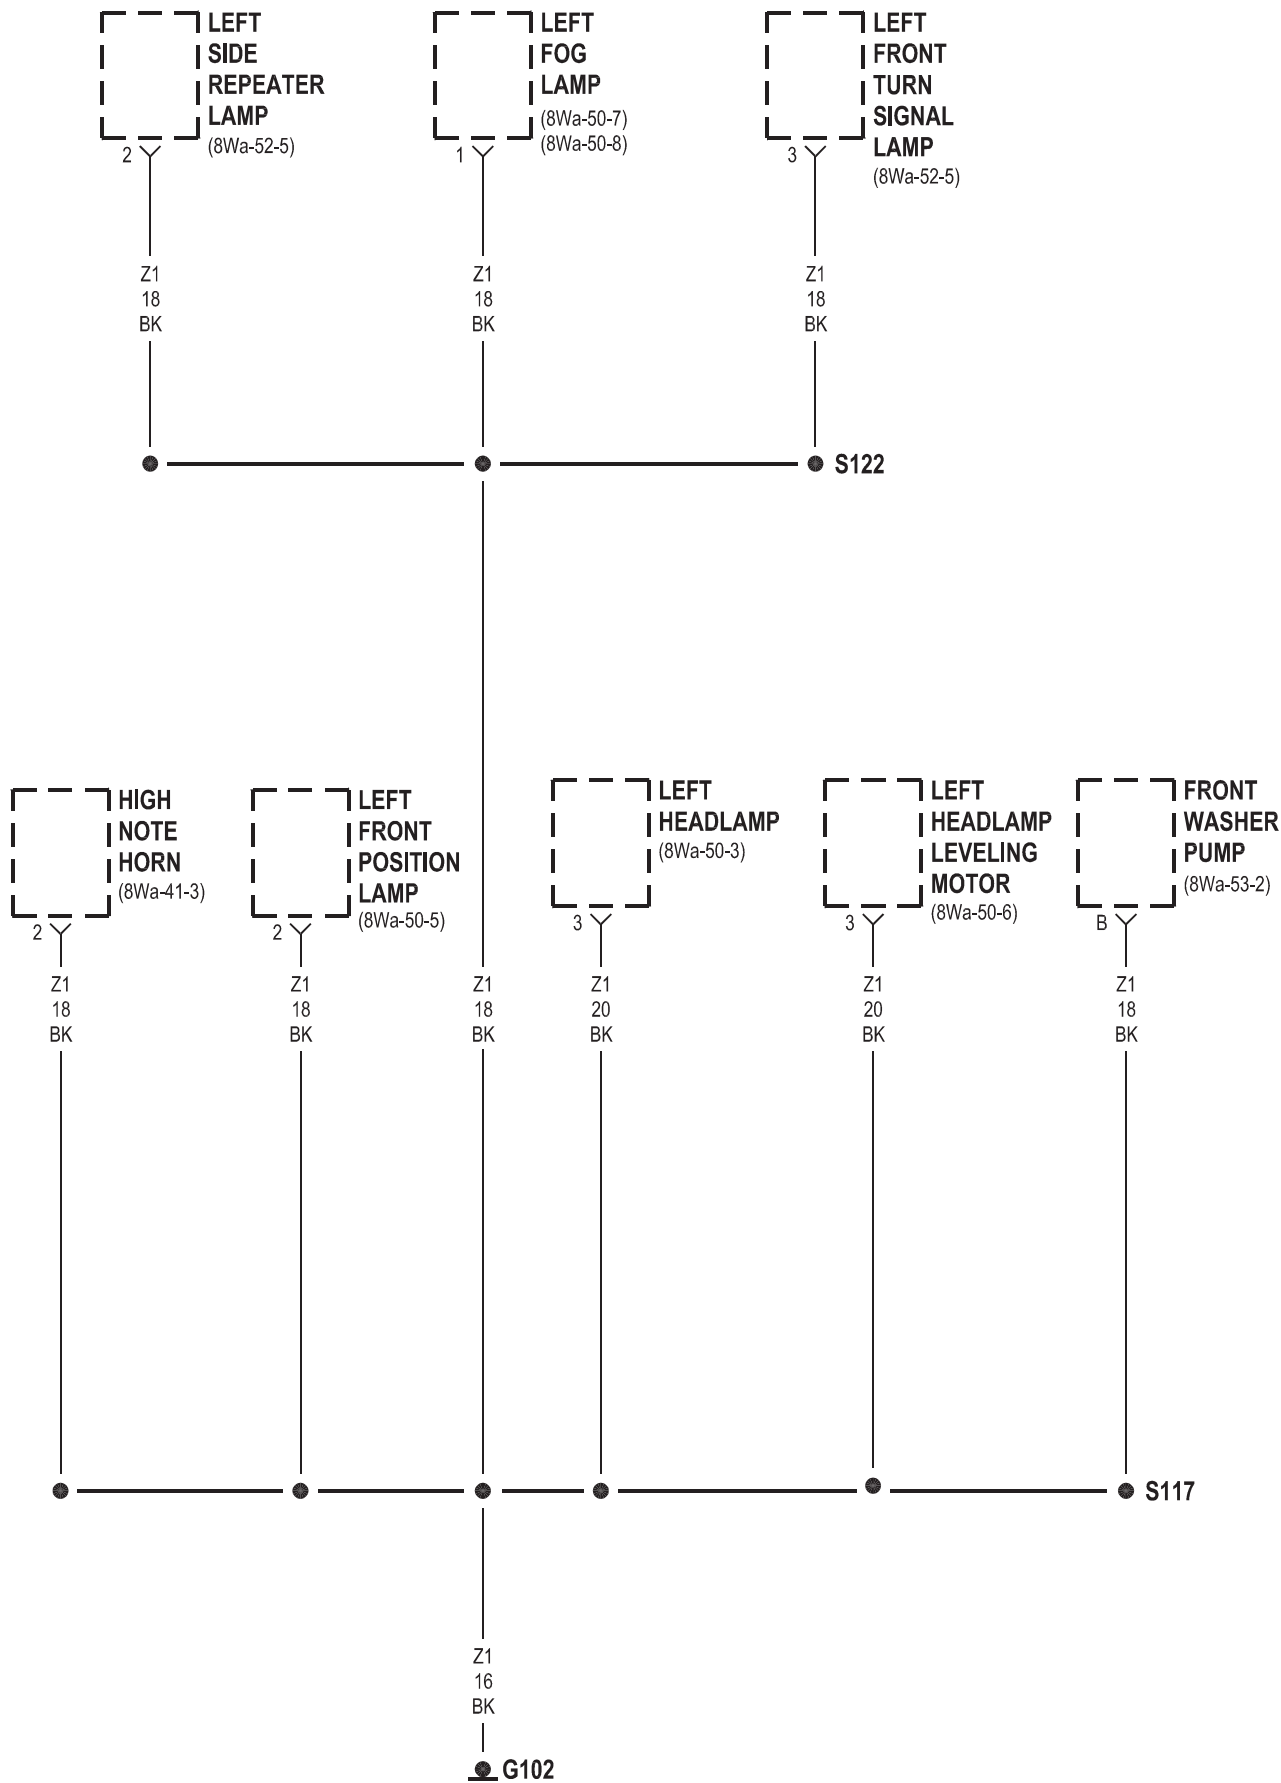 LEFT
SIDE
REPEATER
LAMP
(8Wa-52-5)
2
LEFT
FOG
LAMP
(8Wa-50-7)
(8Wa-50-8)
1
LEFT
FRONT
TURN
SIGNAL
LAMP
(8Wa-52-5)
3
Z1
18
BK
Z1
18
BK
Z1
18
BK
S122
HIGH
NOTE
HORN
(8Wa-41-3)
2
LEFT
FRONT
POSITION
LAMP
(8Wa-50-5)
2
LEFT
HEADLAMP
(8Wa-50-3)
3
LEFT
HEADLAMP
LEVELING
MOTOR
(8Wa-50-6)
3
FRONT
WASHER
PUMP
(8Wa-53-2)
B
Z1
18
BK
Z1
18
BK
Z1
18
BK
Z1
20
BK
Z1
20
BK
Z1
18
BK
S117
Z1
16
BK
G102